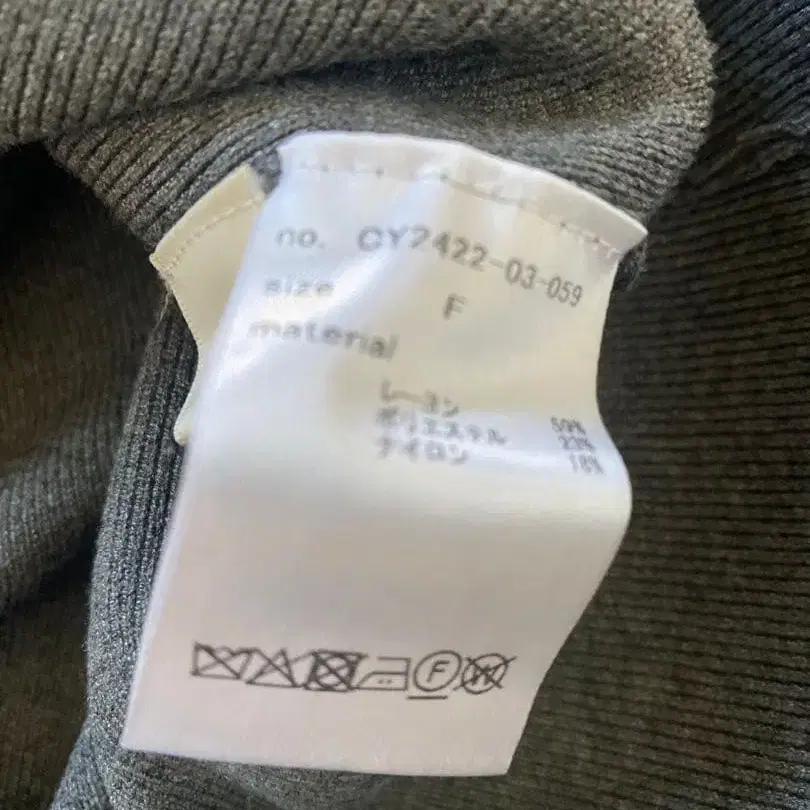 no. CY2422-03-059
size F
material
レーヨン 59%
ポリエステル 23%
ナイロン 18%
F
W